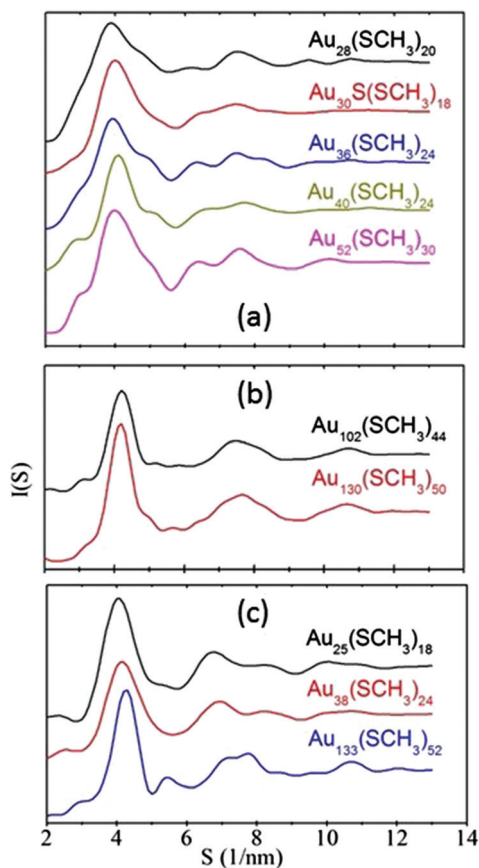 Au28(SCH3)20
Au30S(SCH3)18
Au36(SCH3)24
Au40(SCH3)24
Au52(SCH3)30
(a)
(b)
Au102(SCH3)44
Au130(SCH3)50
I(S)
(c)
Au25(SCH3)18
Au38(SCH3)24
Au133(SCH3)52
2 4 6 8 10 12 14
S (1/nm)